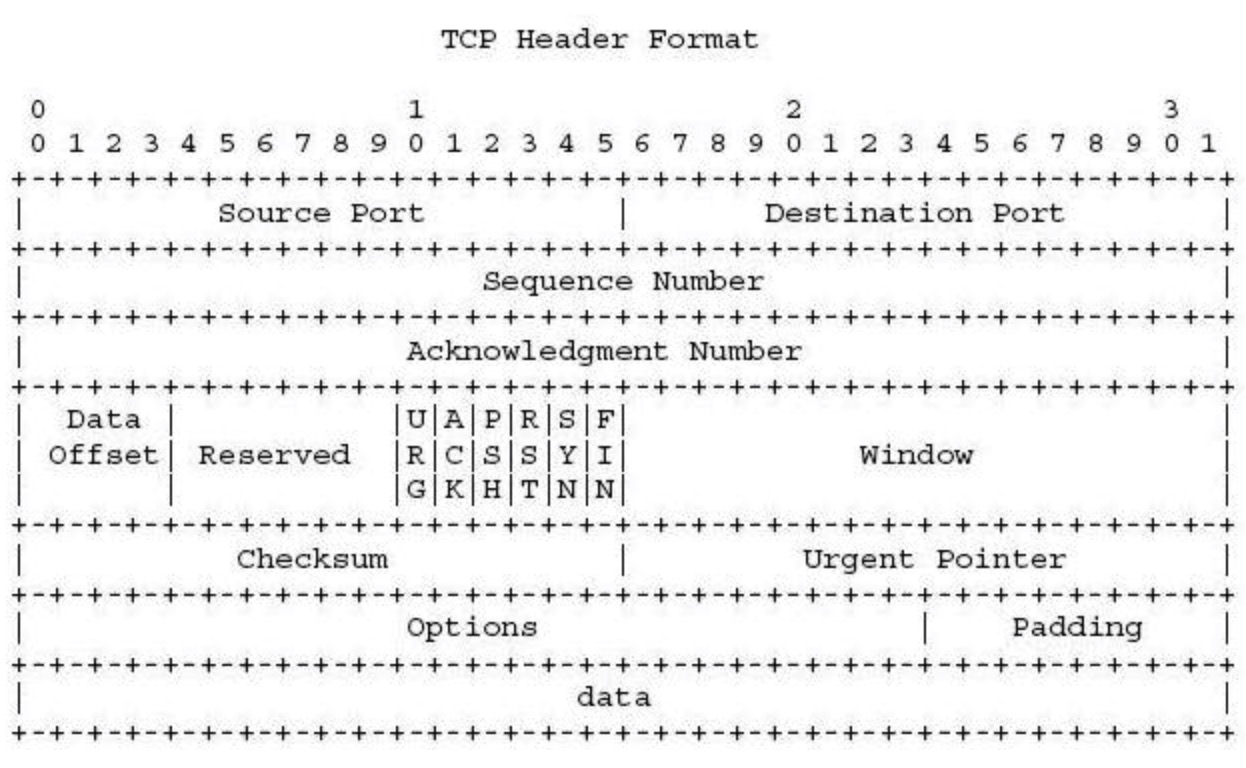 TCP Header Format

 0                   1                   2                   3
 0 1 2 3 4 5 6 7 8 9 0 1 2 3 4 5 6 7 8 9 0 1 2 3 4 5 6 7 8 9 0 1
+-+-+-+-+-+-+-+-+-+-+-+-+-+-+-+-+-+-+-+-+-+-+-+-+-+-+-+-+-+-+-+-+
|          Source Port          |       Destination Port        |
+-+-+-+-+-+-+-+-+-+-+-+-+-+-+-+-+-+-+-+-+-+-+-+-+-+-+-+-+-+-+-+-+
|                        Sequence Number                        |
+-+-+-+-+-+-+-+-+-+-+-+-+-+-+-+-+-+-+-+-+-+-+-+-+-+-+-+-+-+-+-+-+
|                    Acknowledgment Number                      |
+-+-+-+-+-+-+-+-+-+-+-+-+-+-+-+-+-+-+-+-+-+-+-+-+-+-+-+-+-+-+-+-+
|  Data |           |U|A|P|R|S|F|                               |
| Offset| Reserved  |R|C|S|S|Y|I|            Window             |
|       |           |G|K|H|T|N|N|                               |
+-+-+-+-+-+-+-+-+-+-+-+-+-+-+-+-+-+-+-+-+-+-+-+-+-+-+-+-+-+-+-+-+
|           Checksum            |         Urgent Pointer        |
+-+-+-+-+-+-+-+-+-+-+-+-+-+-+-+-+-+-+-+-+-+-+-+-+-+-+-+-+-+-+-+-+
|                    Options                    |    Padding    |
+-+-+-+-+-+-+-+-+-+-+-+-+-+-+-+-+-+-+-+-+-+-+-+-+-+-+-+-+-+-+-+-+
|                             data                              |
+-+-+-+-+-+-+-+-+-+-+-+-+-+-+-+-+-+-+-+-+-+-+-+-+-+-+-+-+-+-+-+-+